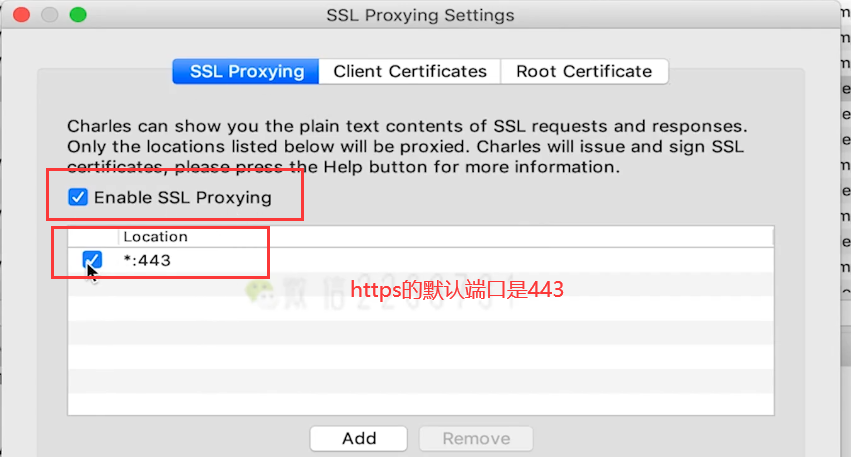 SSL Proxying Settings
SSL Proxying
Client Certificates
Root Certificate
Charles can show you the plain text contents of SSL requests and responses.
Only the locations listed below will be proxied. Charles will issue and sign SSL
certificates, please press the Help button for more information.
Enable SSL Proxying
Location
*:443
https的默认端口是443
Add
Remove